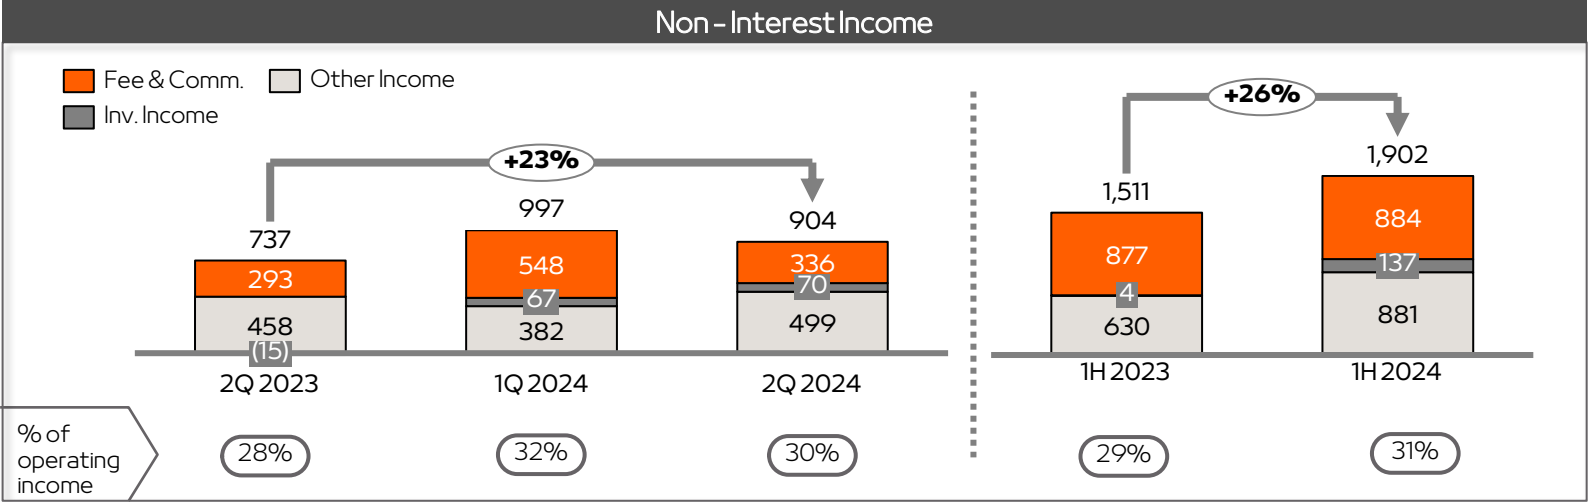 Non - Interest Income
Fee & Comm.
Other Income
Inv. Income
+23%
+26%
737
293
458
(15)
2Q 2023
997
548
67
382
1Q 2024
904
336
70
499
2Q 2024
1,511
877
4
630
1H 2023
1,902
884
137
881
1H 2024
% of
operating
income
28%
32%
30%
29%
31%